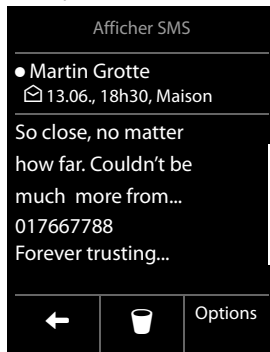 Afficher SMS
Martin Grotte
13.06., 18h30, Maison
So close, no matter
how far. Couldn't be
much more from...
017667788
Forever trusting...
Options